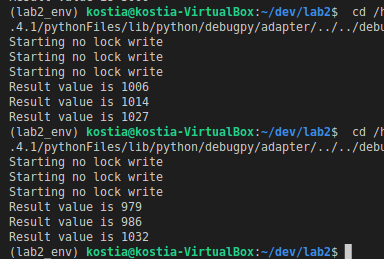 (lab2_env) kostia@kostia-VirtualBox:~/dev/lab2$  cd /h
.4.1/pythonFiles/lib/python/debugpy/adapter/../../debu
Starting no lock write
Starting no lock write
Starting no lock write
Result value is 1006
Result value is 1014
Result value is 1027
(lab2_env) kostia@kostia-VirtualBox:~/dev/lab2$  cd /h
.4.1/pythonFiles/lib/python/debugpy/adapter/../../debu
Starting no lock write
Starting no lock write
Starting no lock write
Result value is 979
Result value is 986
Result value is 1032
(lab2_env) kostia@kostia-VirtualBox:~/dev/lab2$